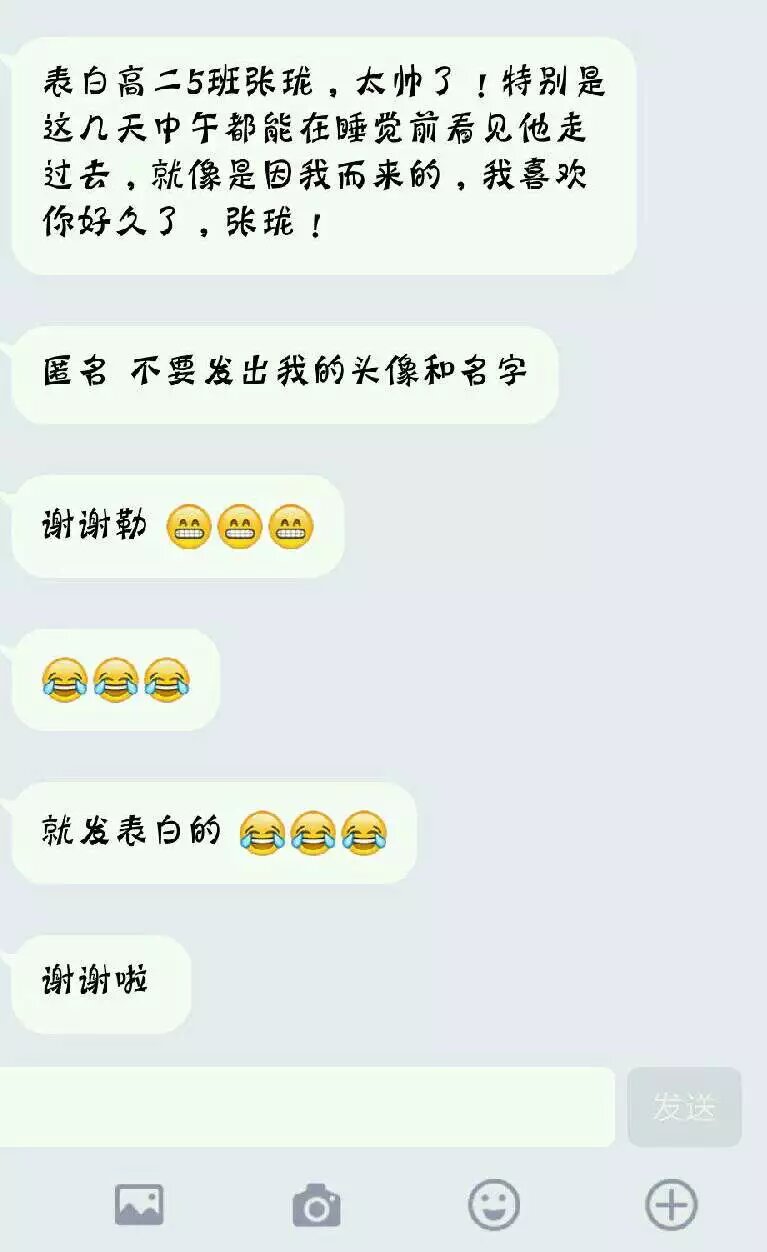 表白高二5班张珑，太帅了！特别是
这几天中午都能在睡觉前看见他走
过去，就像是因我而来的，我喜欢
你好久了，张珑！
匿名 不要发出我的头像和名字
谢谢勒 😁😁😁
😂😂😂
就发表白的 😂😂😂
谢谢啦
发送